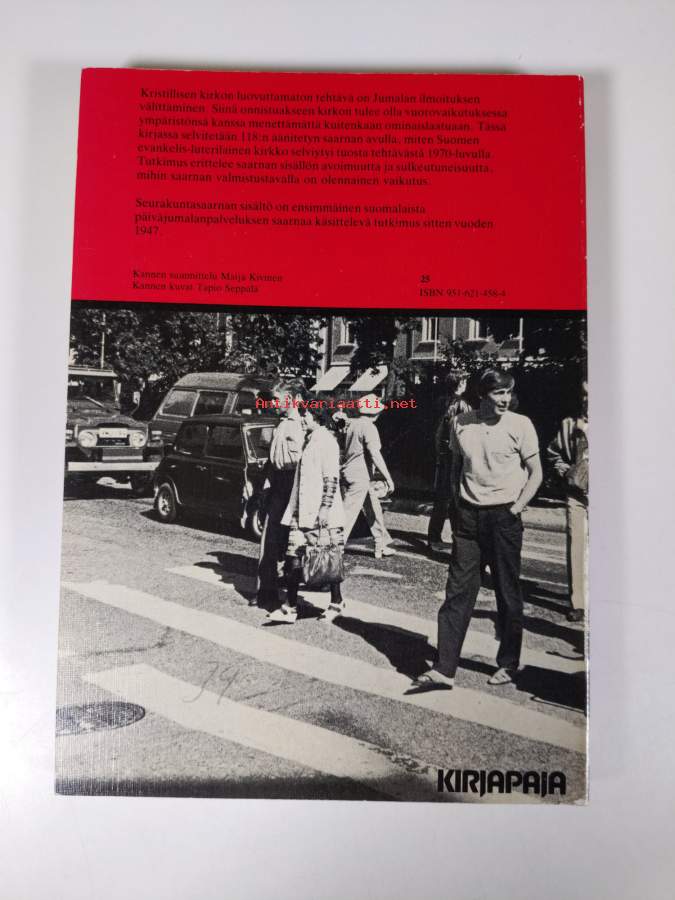 Kristillisen kirkon luovuttamaton tehtävä on Jumalan ilmoituksen
välittäminen. Siinä onnistuakseen kirkon tulee olla vuorovaikutuksessa
ympäristönsä kanssa menettämättä kuitenkaan ominaislaatuaan. Tässä
kirjassa selvitetään 118:n äänitetyn saarnan avulla, miten Suomen
evankelis-luterilainen kirkko selviytyi tuosta tehtävästä 1970-luvulla.
Tutkimus erittelee saarnan sisällön avoimuutta ja sulkeutuneisuutta,
mihin saarnan valmistustavalla on olennainen vaikutus.
Seurakuntasaarnan sisältö on ensimmäinen suomalaista
päiväjumalanpalveluksen saarnaa käsittelevä tutkimus sitten vuoden
1947.
Kannen suunnittelu Maija Kivinen
Kannen kuvat Tapio Seppälä
25
ISBN 951-621-458-4
Antikvariaatti.net
39
KIRJAPAJA